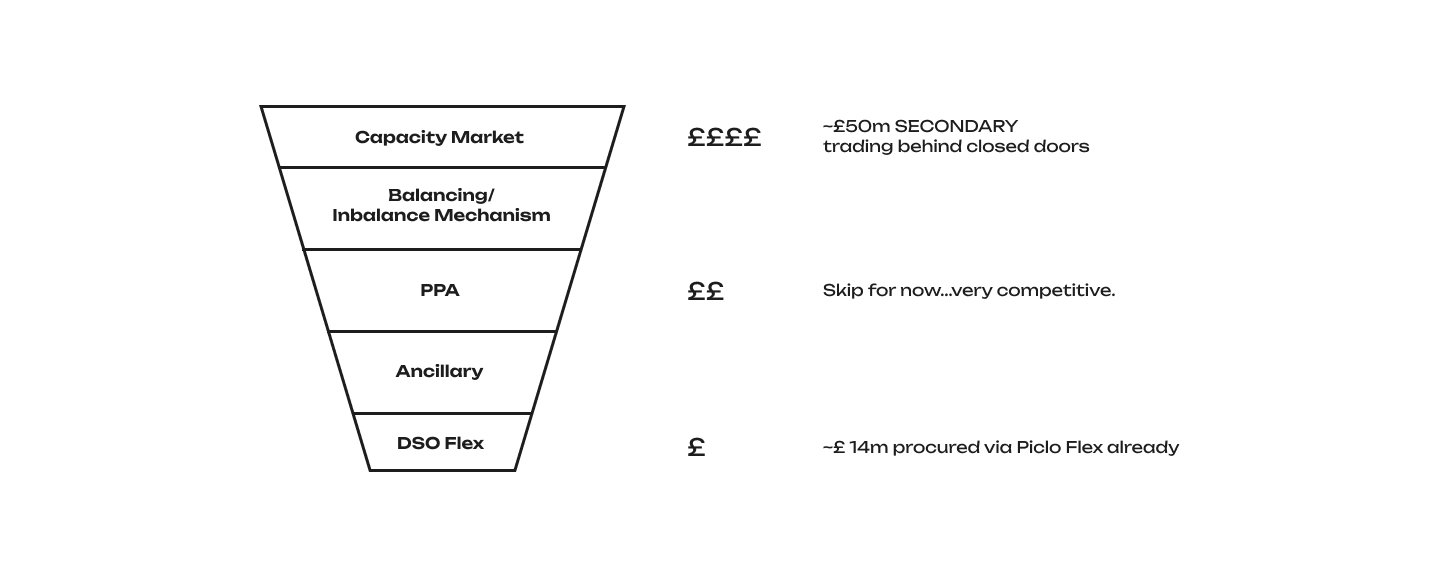 Capacity Market
££££
~£50m SECONDARY
trading behind closed doors
Balancing/
Inbalance Mechanism
PPA
££
Skip for now...very competitive.
Ancillary
DSO Flex
£
~£ 14m procured via Piclo Flex already